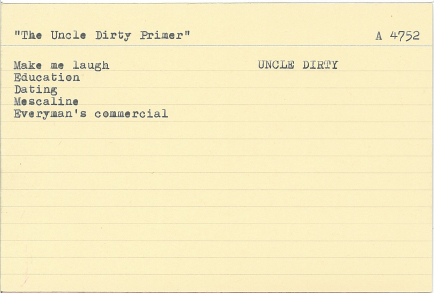 "The Uncle Dirty Primer" A 4752
Make me laugh UNCLE DIRTY
Education
Dating
Mescaline
Everyman's commercial